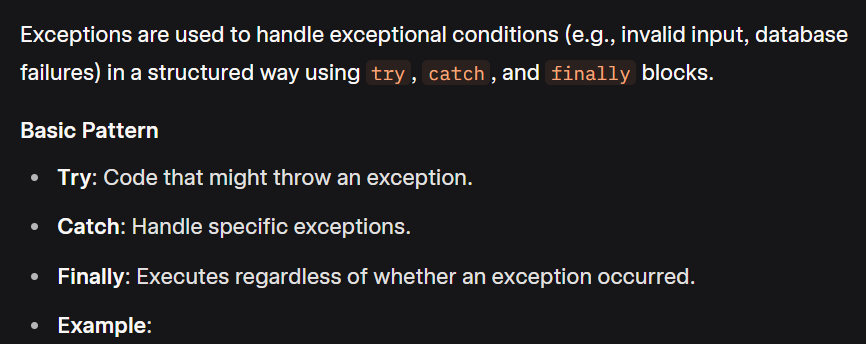 Exceptions are used to handle exceptional conditions (e.g., invalid input, database
failures) in a structured way using try, catch, and finally blocks.
Basic Pattern
• Try: Code that might throw an exception.
• Catch: Handle specific exceptions.
• Finally: Executes regardless of whether an exception occurred.
• Example: